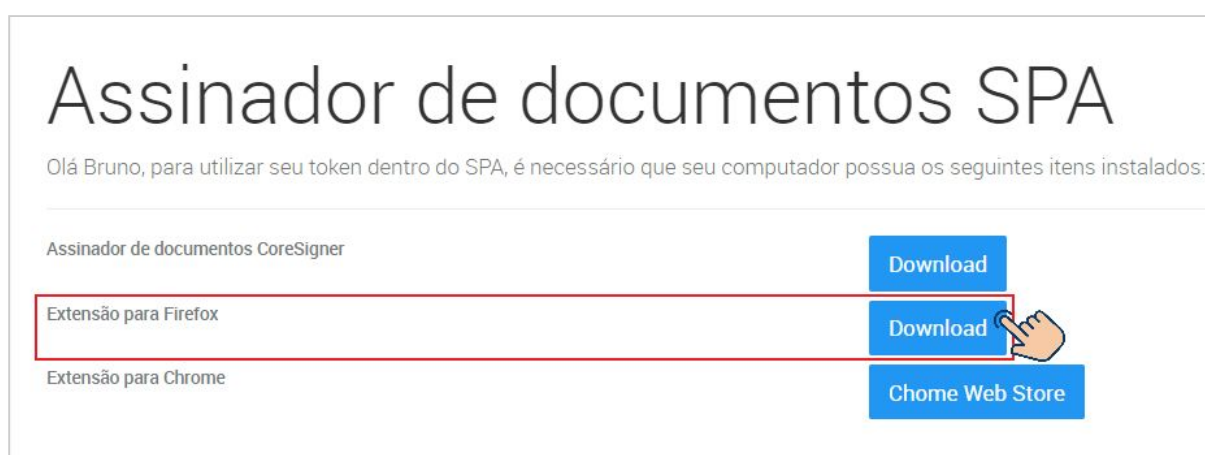 Assinador de documentos SPA
Olá Bruno, para utilizar seu token dentro do SPA, é necessário que seu computador possua os seguintes itens instalados:
Assinador de documentos CoreSigner
Download
Extensão para Firefox
Download
Extensão para Chrome
Chome Web Store